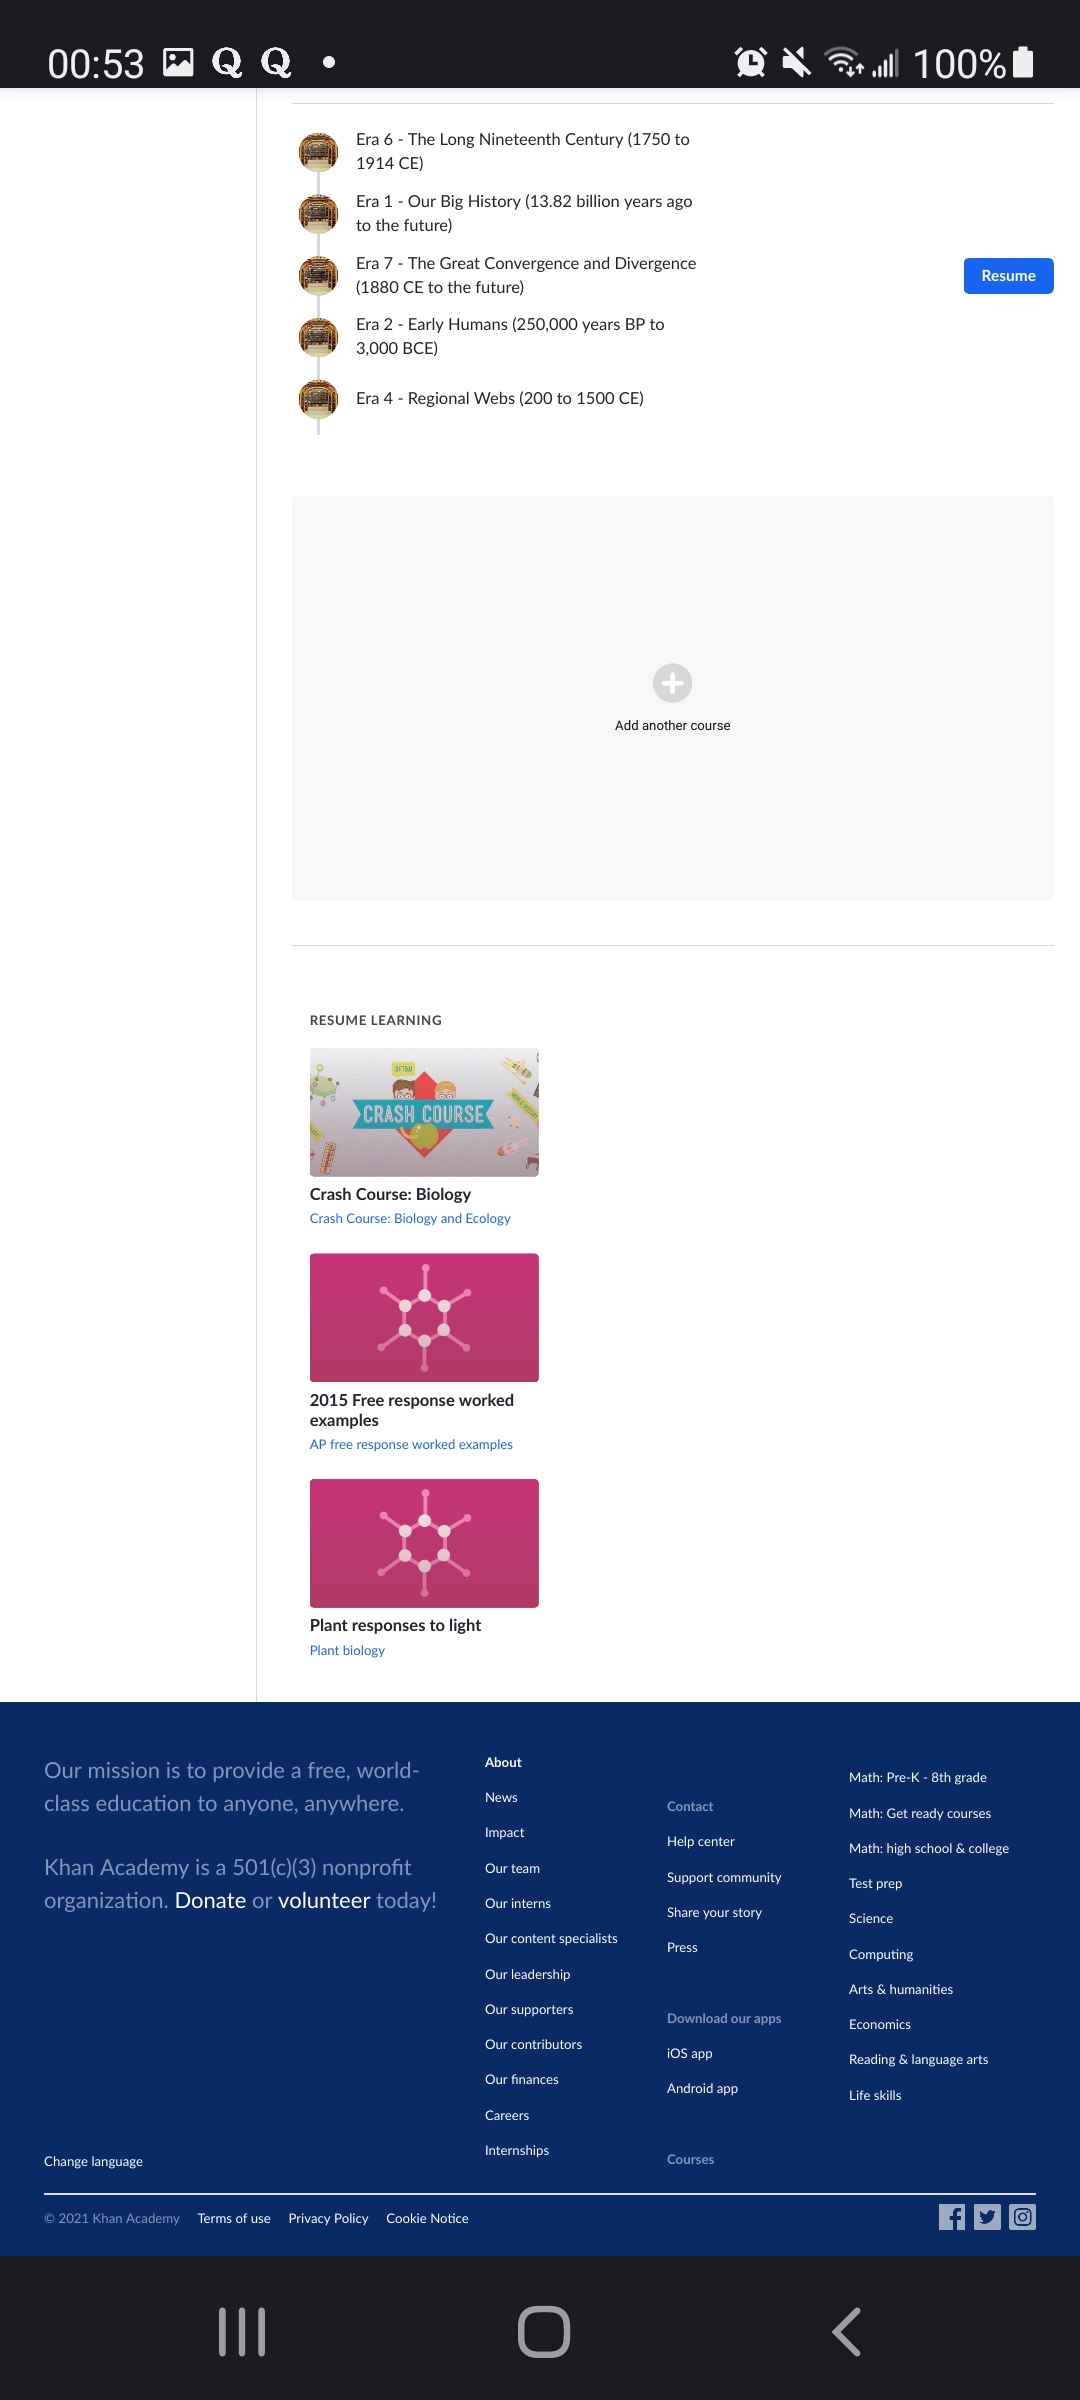 00:53
100%
Era 6 - The Long Nineteenth Century (1750 to
1914 CE)
Era 1 - Our Big History (13.82 billion years ago
to the future)
Era 7 - The Great Convergence and Divergence
(1880 CE to the future)
Resume
Era 2 - Early Humans (250,000 years BP to
3,000 BCE)
Era 4 - Regional Webs (200 to 1500 CE)
Add another course
RESUME LEARNING
CRASH COURSE
Crash Course: Biology
Crash Course: Biology and Ecology
2015 Free response worked
examples
AP free response worked examples
Plant responses to light
Plant biology
Our mission is to provide a free, world-
class education to anyone, anywhere.
Khan Academy is a 501(c)(3) nonprofit
organization. Donate or volunteer today!
Change language
About
News
Impact
Our team
Our interns
Our content specialists
Our leadership
Our supporters
Our contributors
Our finances
Careers
Internships
Contact
Help center
Support community
Share your story
Press
Download our apps
iOS app
Android app
Courses
Math: Pre-K - 8th grade
Math: Get ready courses
Math: high school & college
Test prep
Science
Computing
Arts & humanities
Economics
Reading & language arts
Life skills
© 2021 Khan Academy Terms of use Privacy Policy Cookie Notice